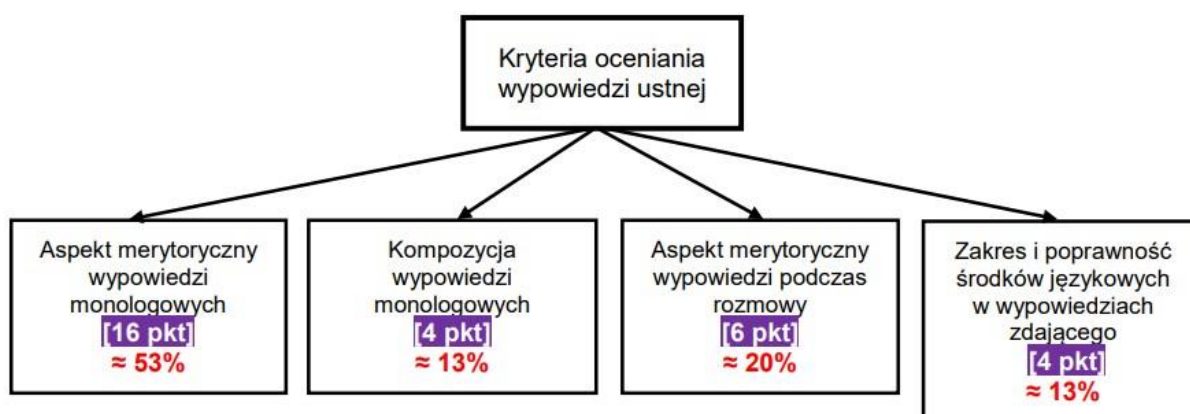 Kryteria oceniania
wypowiedzi ustnej
Aspekt merytoryczny
wypowiedzi
monologowych
[16 pkt]
≈ 53%
Kompozycja
wypowiedzi
monologowych
[4 pkt]
≈ 13%
Aspekt merytoryczny
wypowiedzi podczas
rozmowy
[6 pkt]
≈ 20%
Zakres i poprawność
środków językowych
w wypowiedziach
zdającego
[4 pkt]
≈ 13%